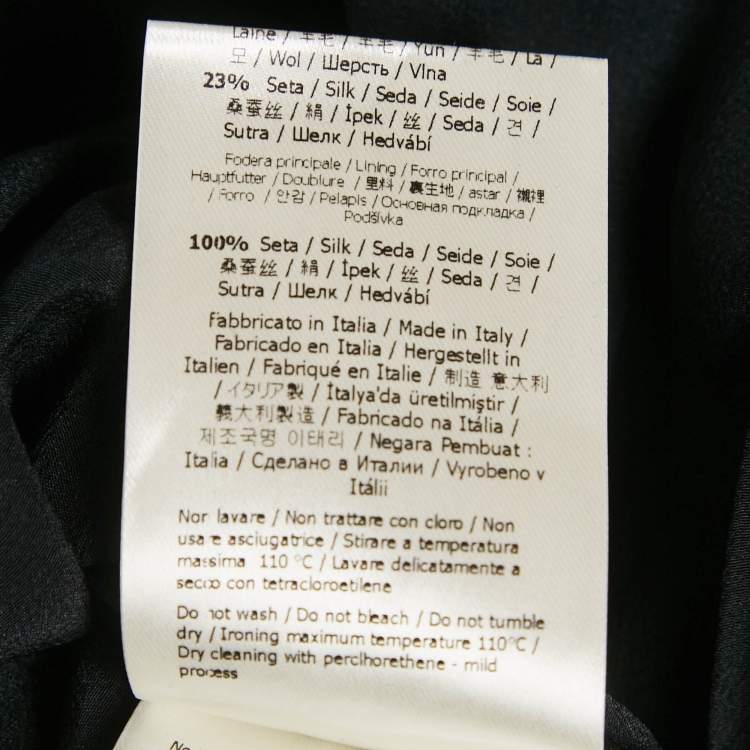 Laine / 羊毛 / 羊毛 / Yün / 羊毛 / Lã /
모 / Wol / Шерсть / Vlna
23% Seta / Silk / Seda / Seide / Soie /
桑蚕丝 / 絹 / İpek / 丝 / Seda / 견 /
Sutra / Шелк / Hedvábí
Fodera principale / Lining / Forro principal /
Hauptfutter / Doublure / 里料 / 裏生地 / astar / 襯裡
/ Forro / 안감 / Pelapis / Основная подкладка /
Podšívka
100% Seta / Silk / Seda / Seide / Soie /
桑蚕丝 / 絹 / İpek / 丝 / Seda / 견 /
Sutra / Шелк / Hedvábí
Fabbricato in Italia / Made in Italy /
Fabricado en Italia / Hergestellt in
Italien / Fabriqué en Italie / 制造 意大利
/ イタリア製 / İtalya'da üretilmiştir /
義大利製造 / Fabricado na Itália /
제조국명 이태리 / Negara Pembuat :
Italia / Сделано в Италии / Vyrobeno v
Itálii
Non lavare / Non trattare con cloro / Non
usare asciugatrice / Stirare a temperatura
massima 110 °C / Lavare delicatamente a
secco con tetracloroetilene
Do not wash / Do not bleach / Do not tumble
dry / Ironing maximum temperature 110°C /
Dry cleaning with perclhorethene - mild
process